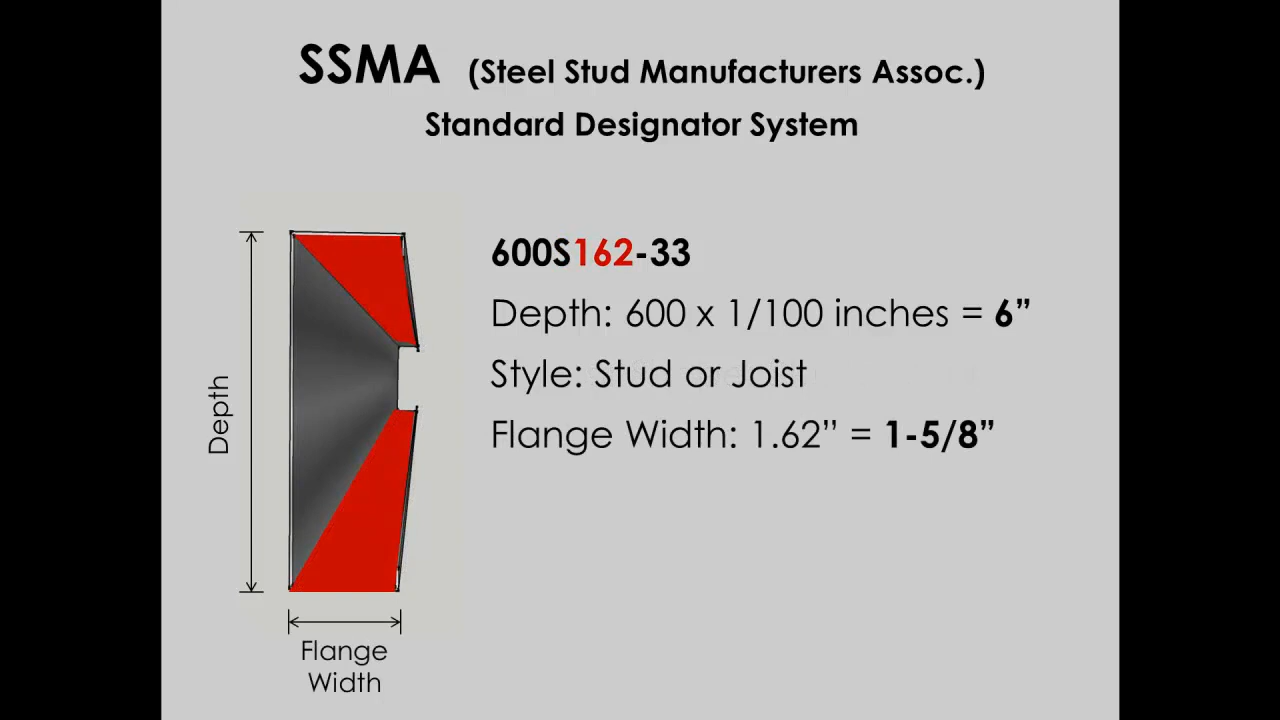 SSMA (Steel Stud Manufacturers Assoc.)
Standard Designator System
600S162-33
Depth: 600 x 1/100 inches = 6”
Style: Stud or Joist
Flange Width: 1.62” = 1-5/8”
Depth
Flange
Width